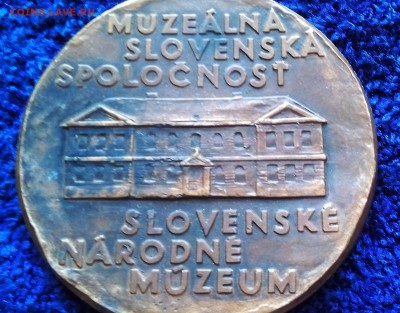 MUZEÁLNA
SLOVENSKÁ
SPOLOČNOSŤ
SLOVENSKÉ
NÁRODNÉ
MÚZEUM